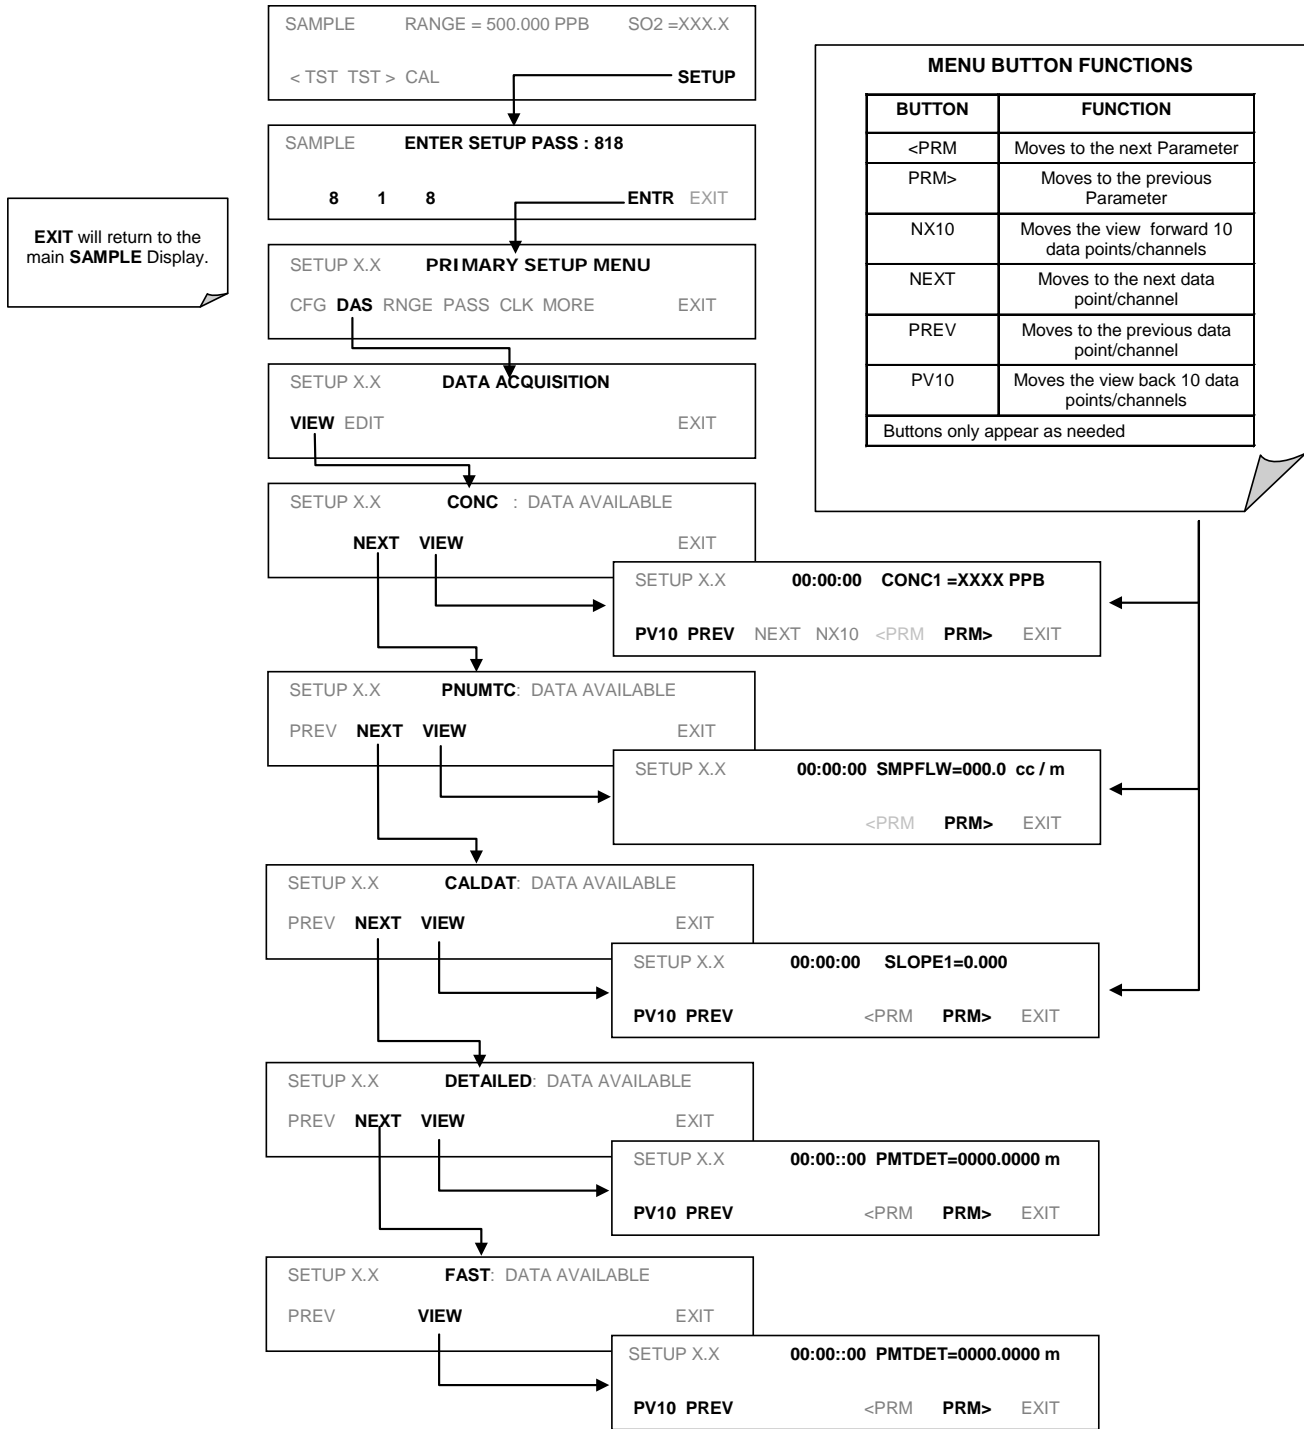 SAMPLE RANGE = 500.000 PPB SO2 =XXX.X
< TST TST > CAL SETUP
SAMPLE ENTER SETUP PASS : 818
8 1 8 ENTR EXIT
EXIT will return to the
main SAMPLE Display.
SETUP X.X PRIMARY SETUP MENU
CFG DAS RNGE PASS CLK MORE EXIT
SETUP X.X DATA ACQUISITION
VIEW EDIT EXIT
SETUP X.X CONC : DATA AVAILABLE
NEXT VIEW EXIT
SETUP X.X 00:00:00 CONC1 =XXXX PPB
PV10 PREV NEXT NX10 <PRM PRM> EXIT
SETUP X.X PNUMTC: DATA AVAILABLE
PREV NEXT VIEW EXIT
SETUP X.X 00:00:00 SMPFLW=000.0 cc / m
<PRM PRM> EXIT
SETUP X.X CALDAT: DATA AVAILABLE
PREV NEXT VIEW EXIT
SETUP X.X 00:00:00 SLOPE1=0.000
PV10 PREV <PRM PRM> EXIT
SETUP X.X DETAILED: DATA AVAILABLE
PREV NEXT VIEW EXIT
SETUP X.X 00:00::00 PMTDET=0000.0000 m
PV10 PREV <PRM PRM> EXIT
SETUP X.X FAST: DATA AVAILABLE
PREV VIEW EXIT
SETUP X.X 00:00::00 PMTDET=0000.0000 m
PV10 PREV <PRM PRM> EXIT
MENU BUTTON FUNCTIONS
BUTTON FUNCTION
<PRM Moves to the next Parameter
PRM> Moves to the previous
Parameter
NX10 Moves the view forward 10
data points/channels
NEXT Moves to the next data
point/channel
PREV Moves to the previous data
point/channel
PV10 Moves the view back 10 data
points/channels
Buttons only appear as needed